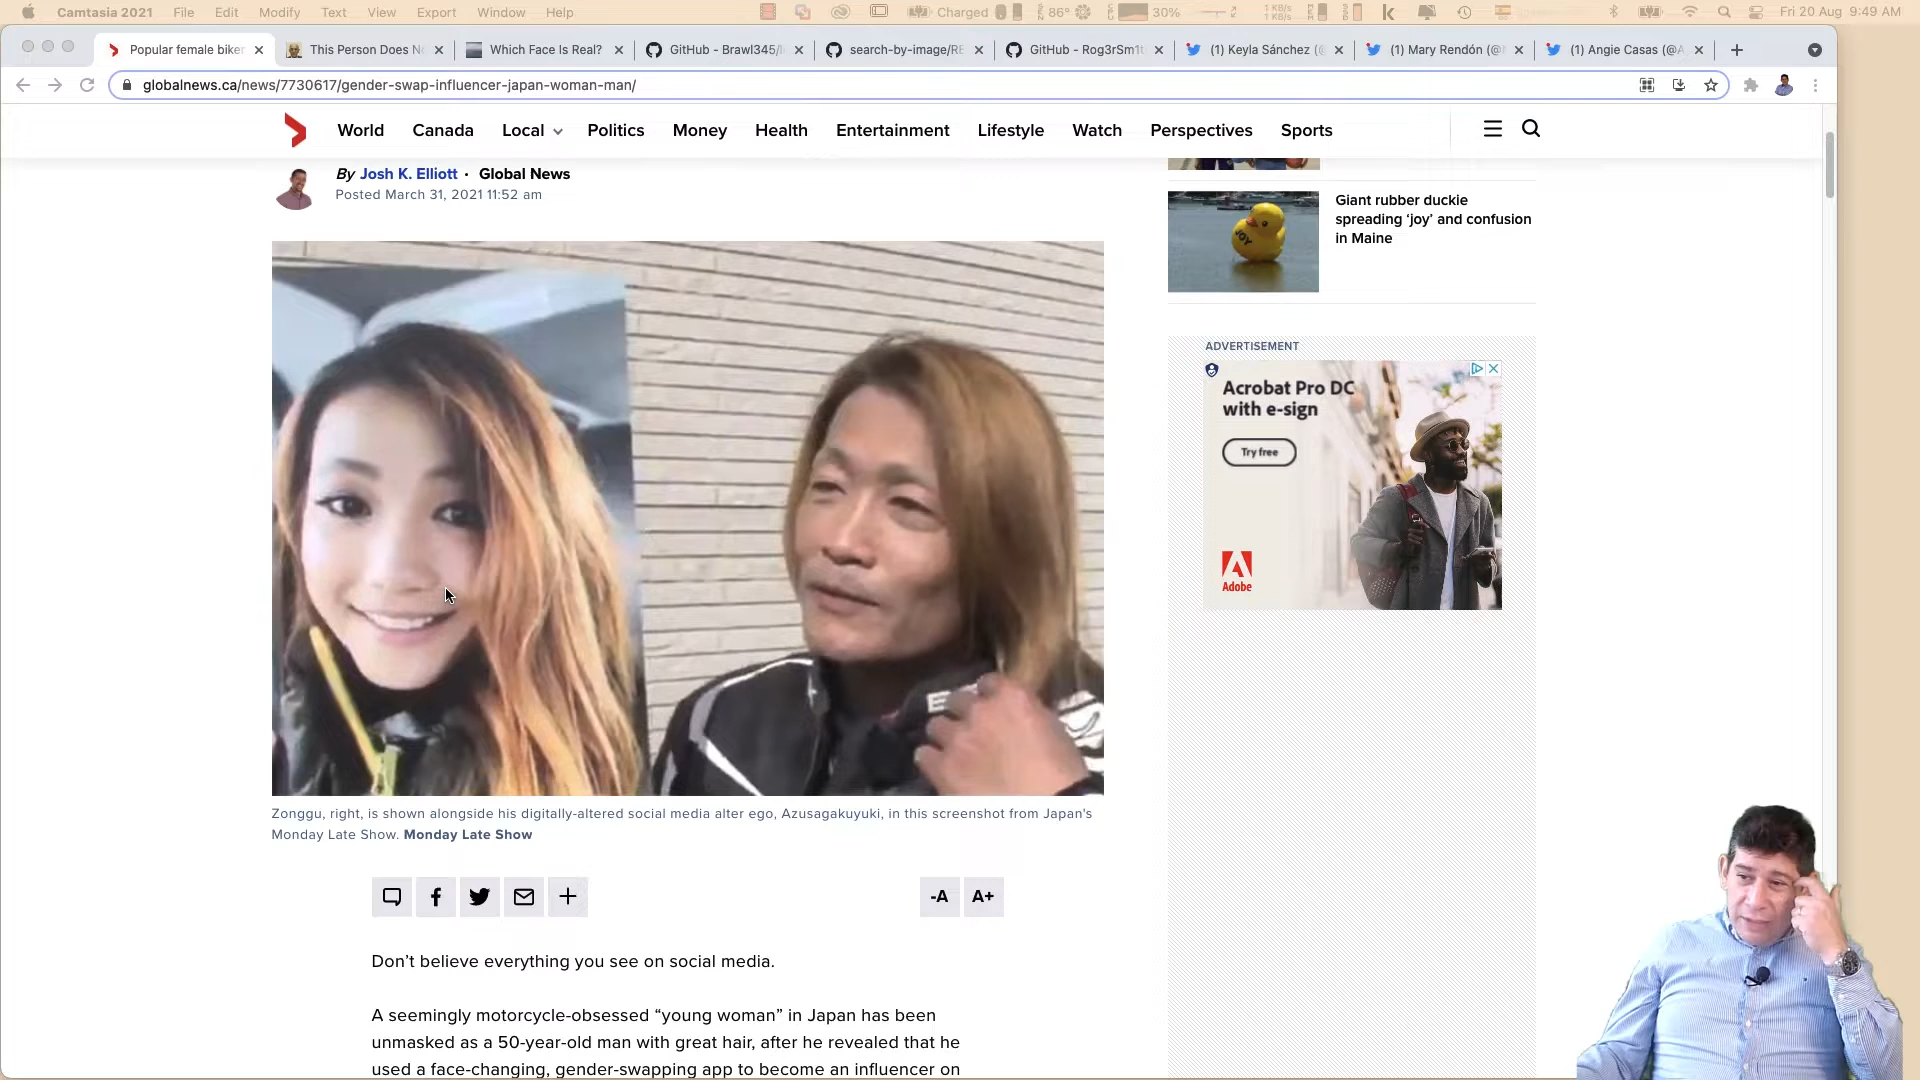 Camtasia 2021 File Edit Modify Text View Export Window Help Charged 86° 30% 1 KB/s 1 KB/s Fri 20 Aug 9:49 AM
Popular female biker This Person Does N Which Face Is Real? GitHub - Brawl345/ search-by-image/RE GitHub - Rog3rSm1t (1) Keyla Sánchez (@ (1) Mary Rendón (@ (1) Angie Casas (@A
globalnews.ca/news/7730617/gender-swap-influencer-japan-woman-man/
World Canada Local Politics Money Health Entertainment Lifestyle Watch Perspectives Sports
By Josh K. Elliott · Global News
Posted March 31, 2021 11:52 am
Giant rubber duckie
spreading ‘joy’ and confusion
in Maine
JOY
ADVERTISEMENT
Acrobat Pro DC
with e-sign
Try free
Adobe
Zonggu, right, is shown alongside his digitally-altered social media alter ego, Azusagakuyuki, in this screenshot from Japan's
Monday Late Show. Monday Late Show
-A A+
Don’t believe everything you see on social media.
A seemingly motorcycle-obsessed “young woman” in Japan has been
unmasked as a 50-year-old man with great hair, after he revealed that he
used a face-changing, gender-swapping app to become an influencer on